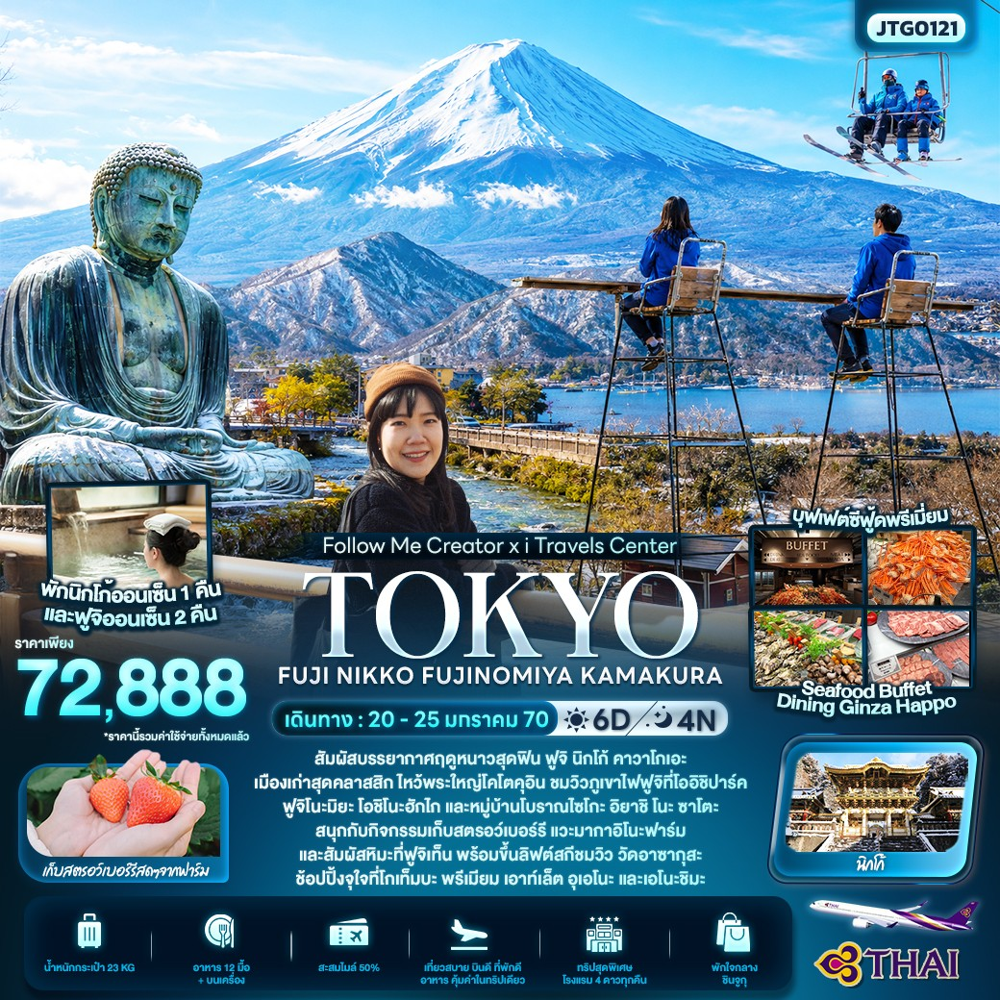 JTG0121
บุฟเฟต์ซีฟู้ดพรีเมี่ยม
BUFFET
Follow Me Creator x i Travels Center
TOKYO
FUJI NIKKO FUJINOMIYA KAMAKURA
พักนิกโก้ออนเซ็น 1 คืน
และฟูจิออนเซ็น 2 คืน
ราคาเพียง
72,888
*ราคานี้รวมค่าใช้จ่ายทั้งหมดแล้ว
Seafood Buffet
Dining Ginza Happo
เดินทาง : 20 - 25 มกราคม 70
6D / 4N
สัมผัสบรรยากาศฤดูหนาวสุดฟิน ฟูจิ นิกโก้ คาวาโกเอะ
เมืองเก่าสุดคลาสสิก ไหว้พระใหญ่โคโตคุอิน ชมวิวภูเขาไฟฟูจิที่โออิชิปาร์ค
ฟูจิโนะมิยะ โอชิโนะฮักไก และหมู่บ้านโบราณไซโกะ อิยาชิ โนะ ซาโตะ
สนุกกับกิจกรรมเก็บสตรอว์เบอร์รี แวะมากาอิโนะฟาร์ม
และสัมผัสหิมะที่ฟูจิเท็น พร้อมขึ้นลิฟต์สกีชมวิว วัดอาซากุสะ
ช้อปปิ้งจุใจที่โกเท็มบะ พรีเมียม เอาท์เล็ต อุเอโนะ และเอโนะชิมะ
เก็บสตรอว์เบอร์รีสดๆจากฟาร์ม
นิกโก้
น้ำหนักกระเป๋า 23 KG
อาหาร 12 มื้อ
+ บนเครื่อง
สะสมไมล์ 50%
เที่ยวสบาย บินดี ที่พักดี
อาหาร คุ้มค่าในทริปเดียว
ทริปสุดพิเศษ
โรงแรม 4 ดาวทุกคืน
พักใจกลาง
ชินจูกุ
THAI
THAI